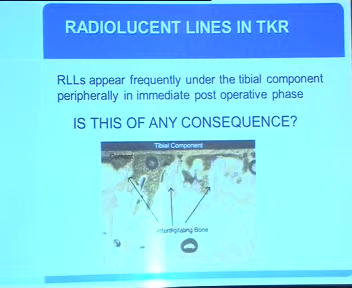 RADIOLUCENT LINES IN TKR
RLLs appear frequently under the tibial component
peripherally in immediate post operative phase
IS THIS OF ANY CONSEQUENCE?
Tibial Component
Cement
Interdigitating Bone